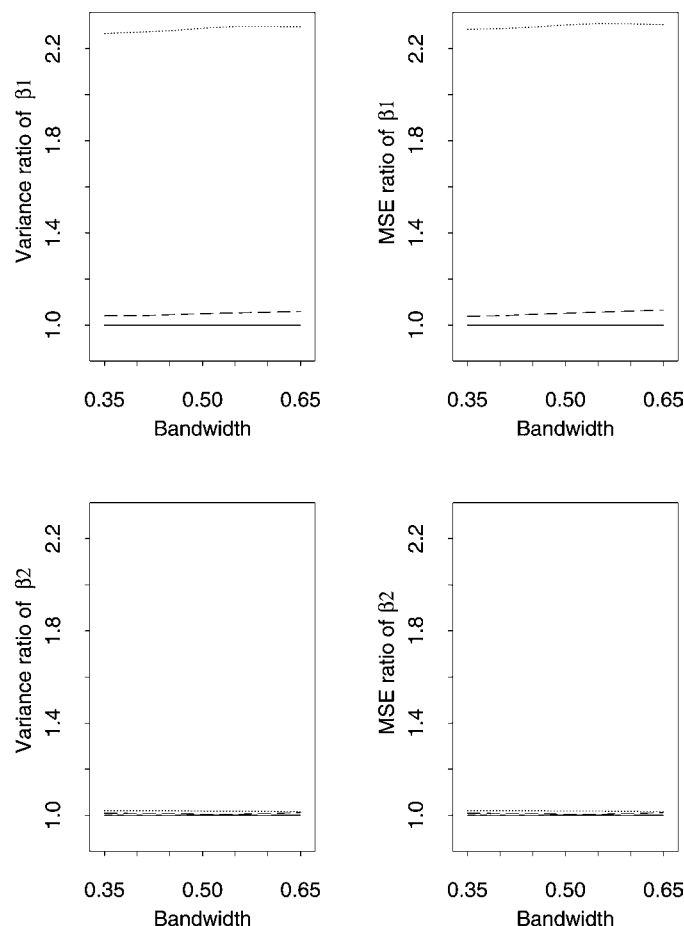 Variance ratio of β1
1.0 1.4 1.8 2.2
0.35 0.50 0.65
Bandwidth
MSE ratio of β1
1.0 1.4 1.8 2.2
0.35 0.50 0.65
Bandwidth
Variance ratio of β2
1.0 1.4 1.8 2.2
0.35 0.50 0.65
Bandwidth
MSE ratio of β2
1.0 1.4 1.8 2.2
0.35 0.50 0.65
Bandwidth